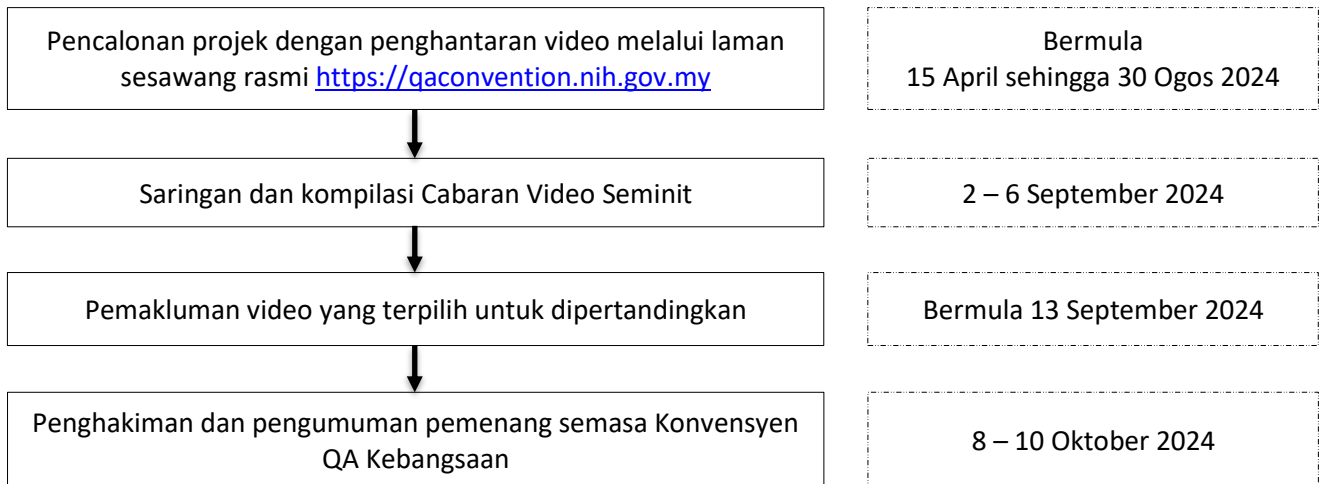 Pencalonan projek dengan penghantaran video melalui laman
sesawang rasmi https://qaconvention.nih.gov.my
Bermula
15 April sehingga 30 Ogos 2024
Saringan dan kompilasi Cabaran Video Seminit
2 – 6 September 2024
Pemakluman video yang terpilih untuk dipertandingkan
Bermula 13 September 2024
Penghakiman dan pengumuman pemenang semasa Konvensyen
QA Kebangsaan
8 – 10 Oktober 2024